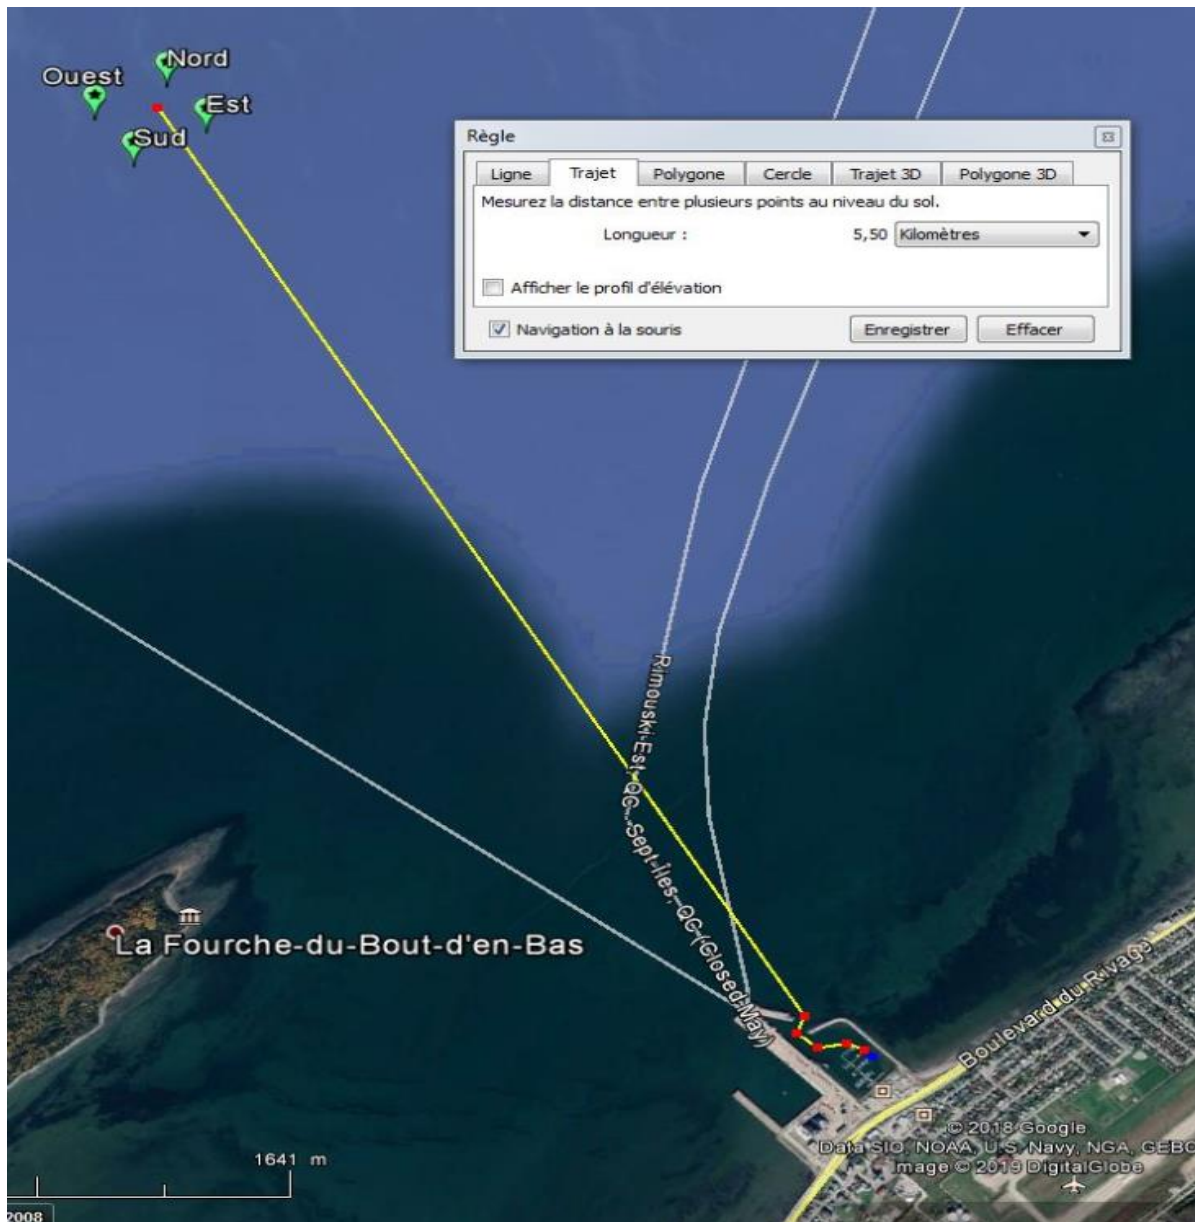 Nord
Ouest
Est
Sud
Règle
Ligne Trajet Polygone Cercle Trajet 3D Polygone 3D
Mesurez la distance entre plusieurs points au niveau du sol.
Longueur : 5,50 Kilomètres
Afficher le profil d'élévation
Navigation à la souris Enregistrer Effacer
Rimouski-Est, QC - Sept-Îles, QC (Closed May)
La Fourche-du-Bout-d'en-Bas
Boulevard du Rivage
© 2018 Google
Data SIO, NOAA, U.S. Navy, NGA, GEBC
Image © 2019 DigitalGlobe
1641 m
2008